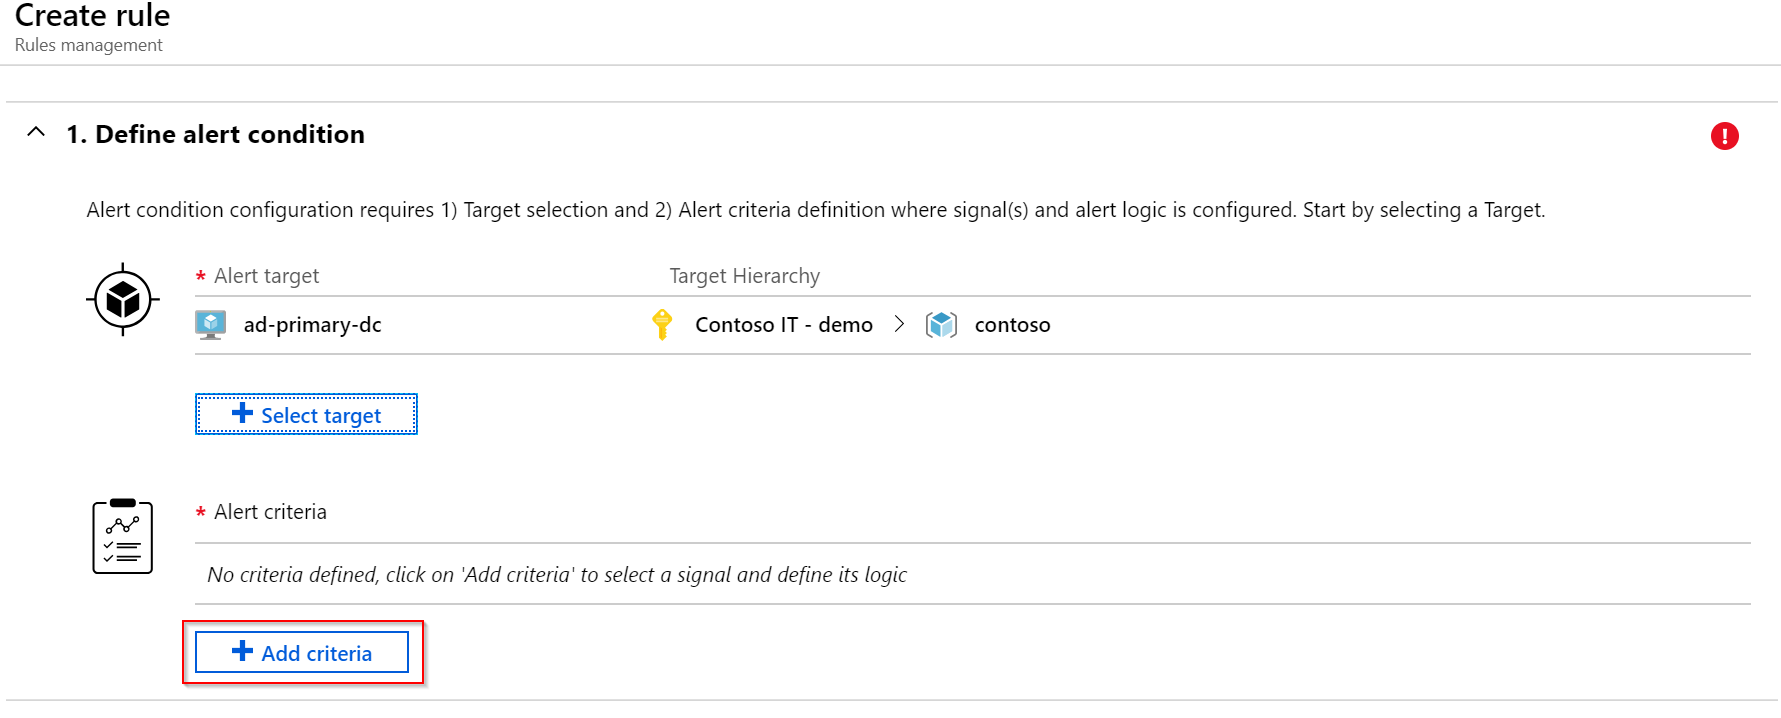 Create rule
Rules management
1. Define alert condition
Alert condition configuration requires 1) Target selection and 2) Alert criteria definition where signal(s) and alert logic is configured. Start by selecting a Target.
* Alert target Target Hierarchy
ad-primary-dc Contoso IT - demo > contoso
+ Select target
* Alert criteria
No criteria defined, click on 'Add criteria' to select a signal and define its logic
+ Add criteria